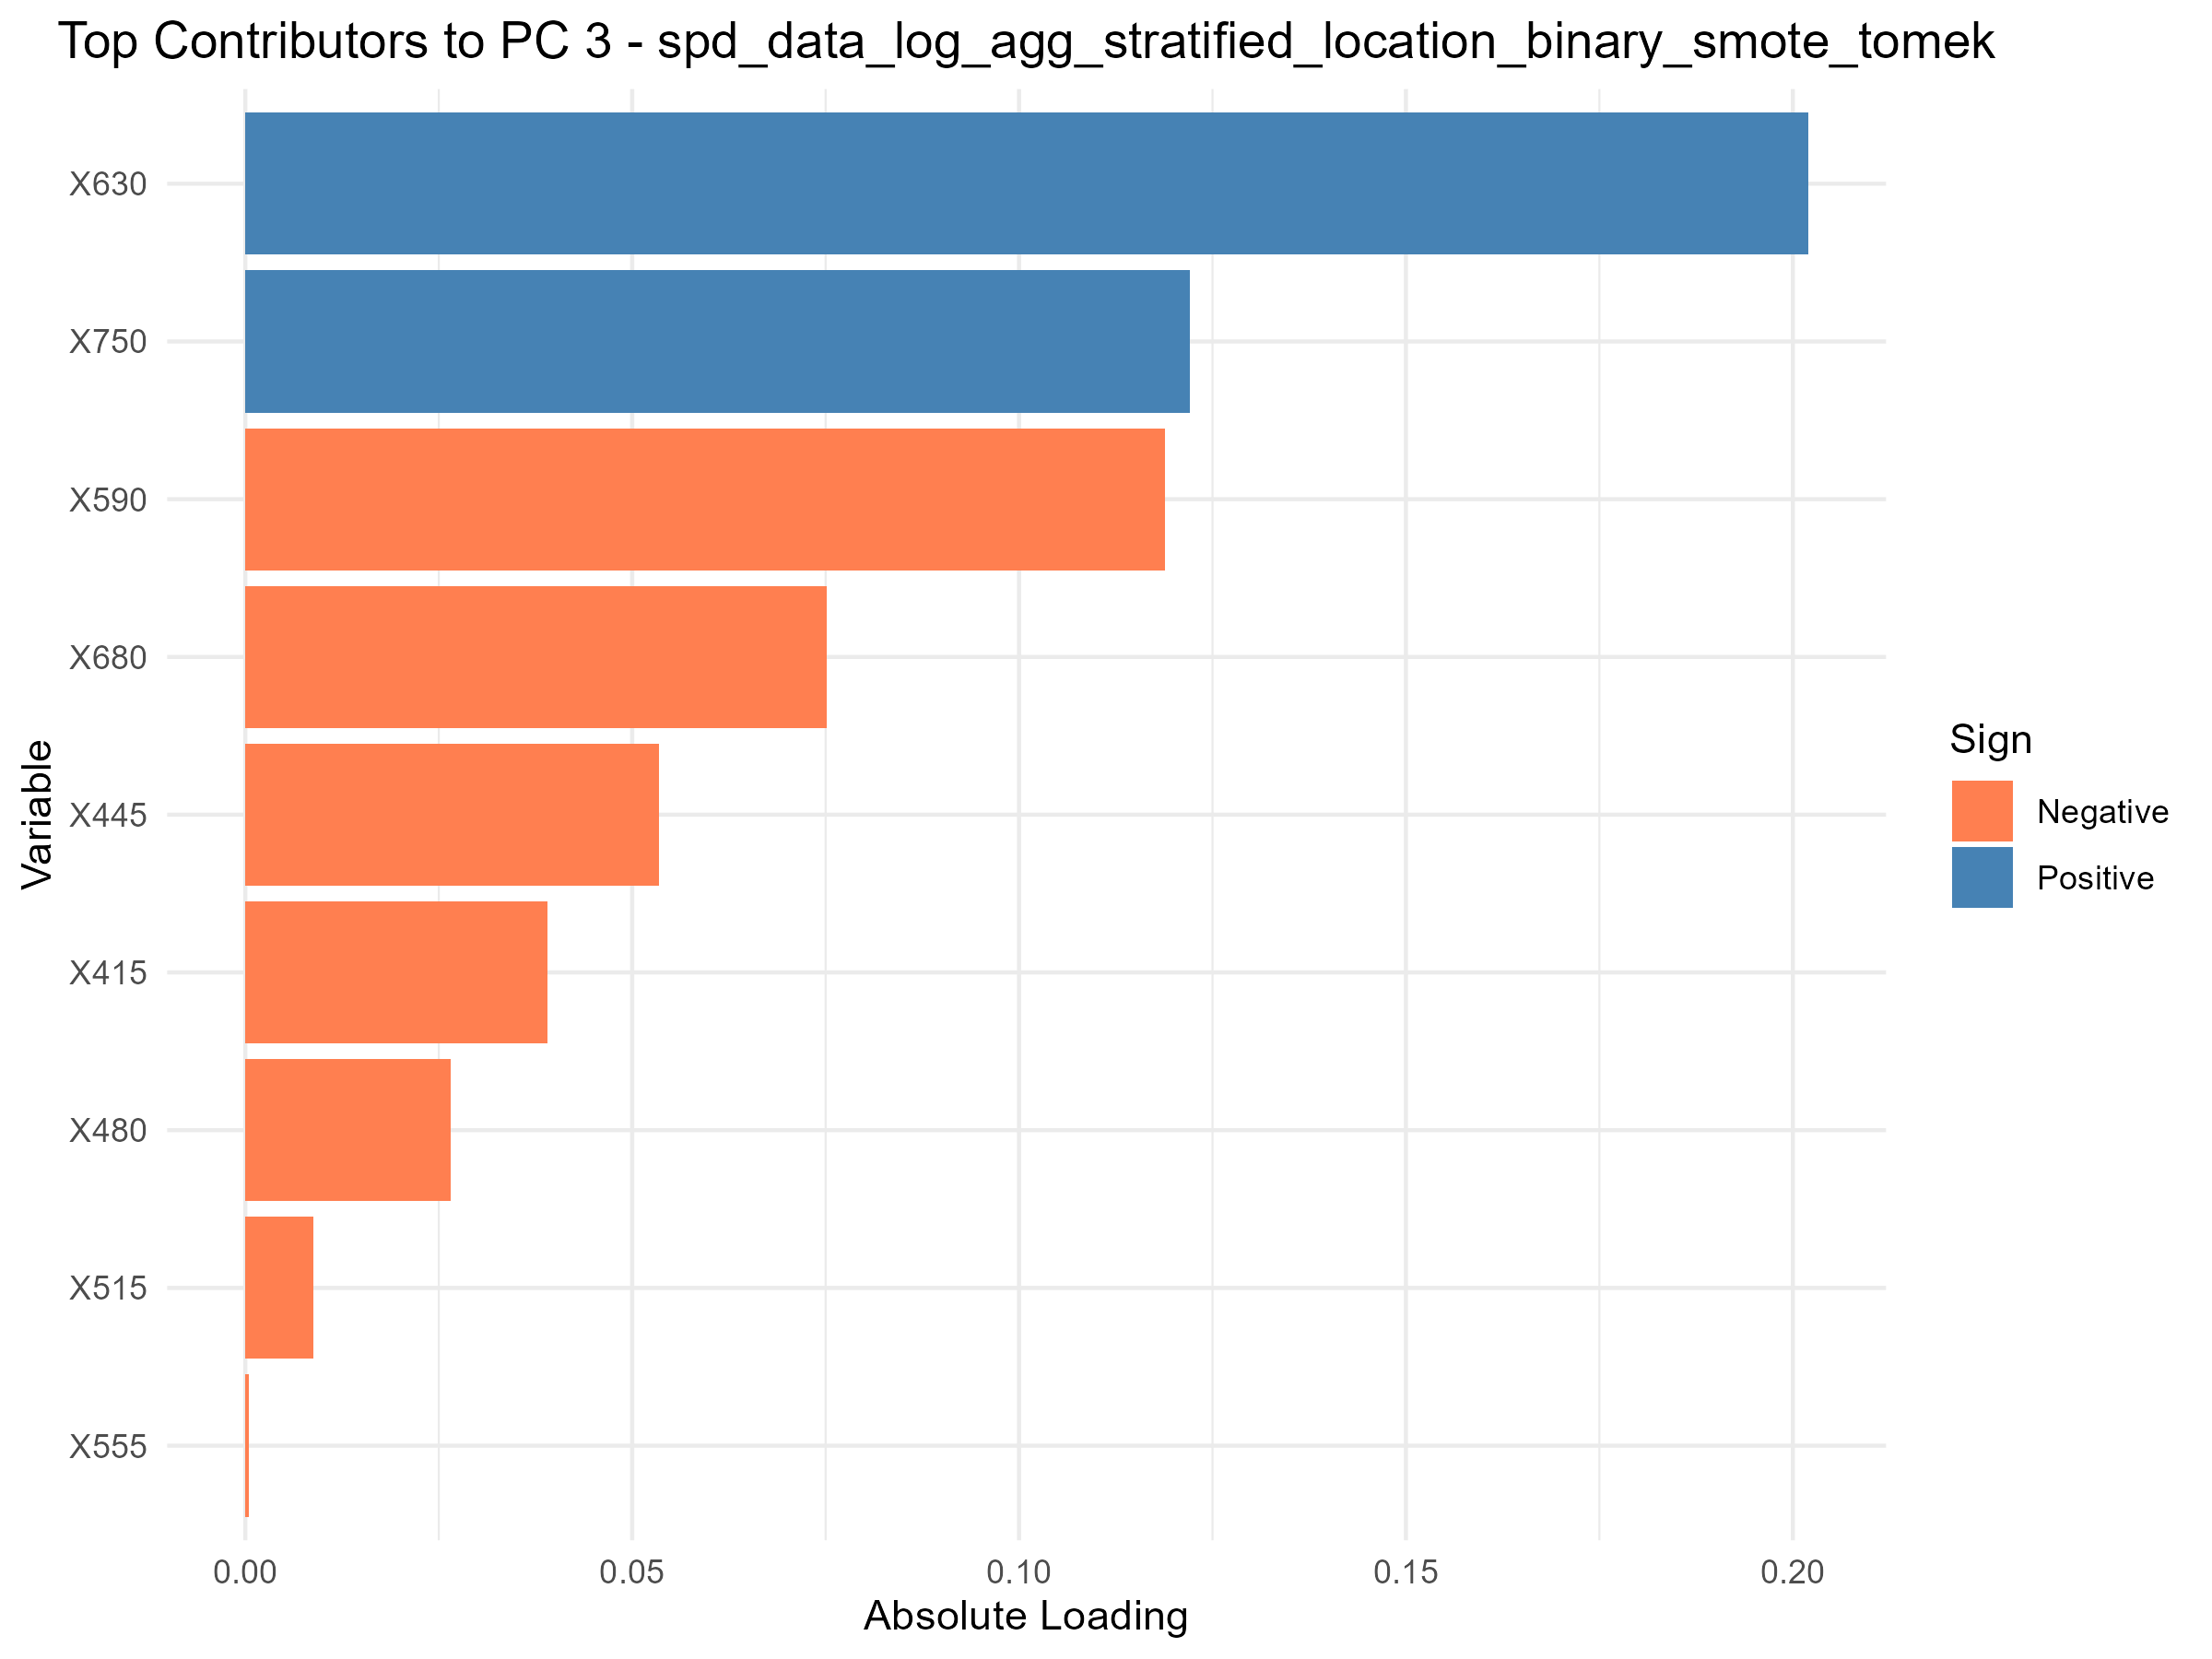 Top Contributors to PC 3 - spd_data_log_agg_stratified_location_binary_smote_tomek
X630
X750
X590
X680
X445
X415
X480
X515
X555
Variable
0.00 0.05 0.10 0.15 0.20
Absolute Loading
Sign
Negative
Positive